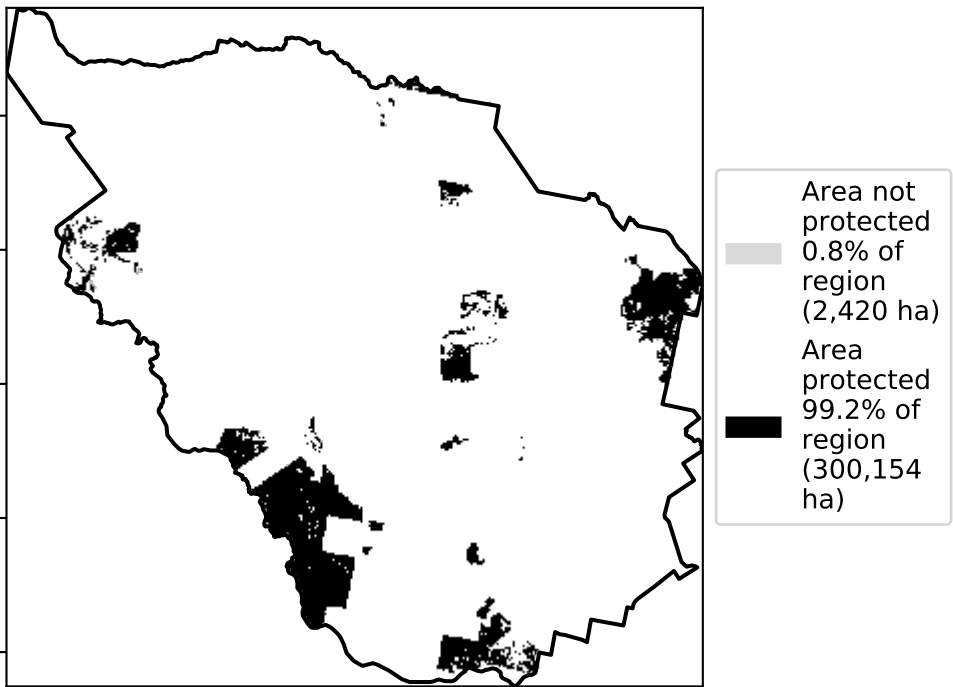 Area not
protected
0.8% of
region
(2,420 ha)
Area
protected
99.2% of
region
(300,154
ha)